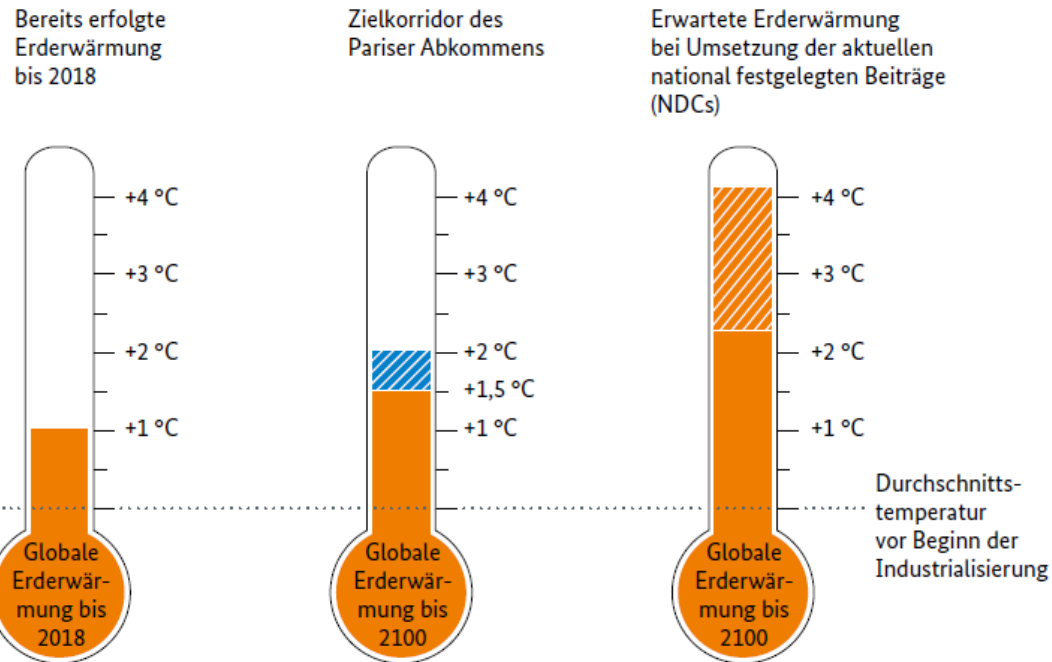 Bereits erfolgte
Erderwärmung
bis 2018
Zielkorridor des
Pariser Abkommens
Erwartete Erderwärmung
bei Umsetzung der aktuellen
national festgelegten Beiträge
(NDCs)
+4 °C
+3 °C
+2 °C
+1 °C
Globale
Erderwär-
mung bis
2018
+4 °C
+3 °C
+2 °C
+1,5 °C
+1 °C
Globale
Erderwär-
mung bis
2100
+4 °C
+3 °C
+2 °C
+1 °C
Globale
Erderwär-
mung bis
2100
Durchschnitts-
temperatur
vor Beginn der
Industrialisierung